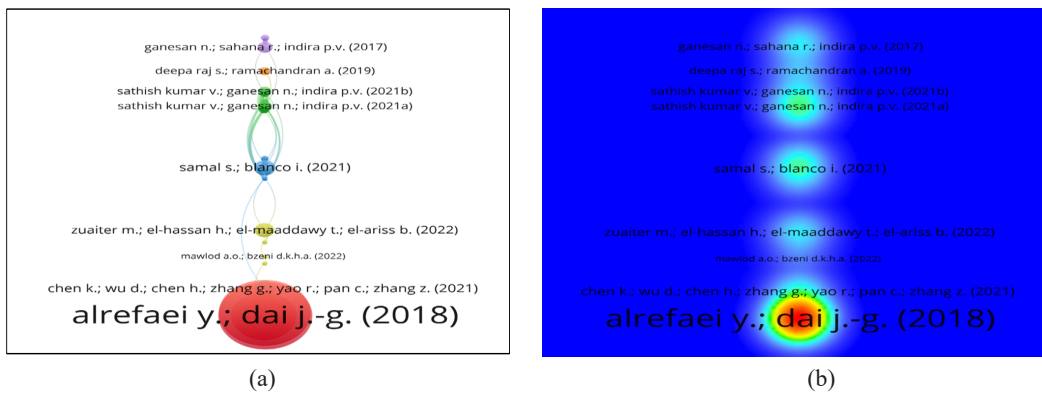 ganesan n.; sahana r.; indira p.v. (2017)
deepa raj s.; ramachandran a. (2019)
sathish kumar v.; ganesan n.; indira p.v. (2021b)
sathish kumar v.; ganesan n.; indira p.v. (2021a)
samal s.; blanco i. (2021)
zuaiter m.; el-hassan h.; el-maaddawy t.; el-ariss b. (2022)
mawlod a.o.; bzeni d.k.h.a. (2022)
chen k.; wu d.; chen h.; zhang g.; yao r.; pan c.; zhang z. (2021)
alrefaei y.; dai j.-g. (2018)
(a)
ganesan n.; sahana r.; indira p.v. (2017)
deepa raj s.; ramachandran a. (2019)
sathish kumar v.; ganesan n.; indira p.v. (2021b)
sathish kumar v.; ganesan n.; indira p.v. (2021a)
samal s.; blanco i. (2021)
zuaiter m.; el-hassan h.; el-maaddawy t.; el-ariss b. (2022)
mawlod a.o.; bzeni d.k.h.a. (2022)
chen k.; wu d.; chen h.; zhang g.; yao r.; pan c.; zhang z. (2021)
alrefaei y.; dai j.-g. (2018)
(b)